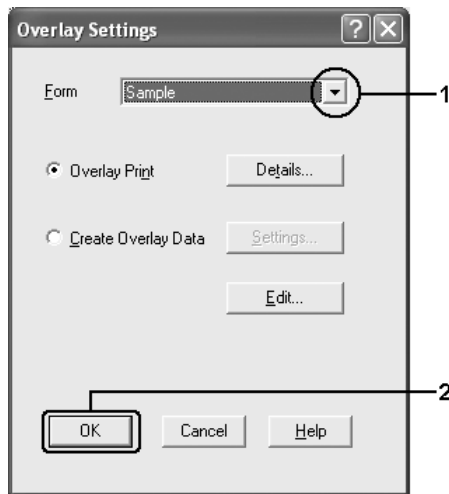 Overlay Settings
Form Sample 1
Overlay Print Details...
Create Overlay Data Settings...
Edit...
2
OK Cancel Help